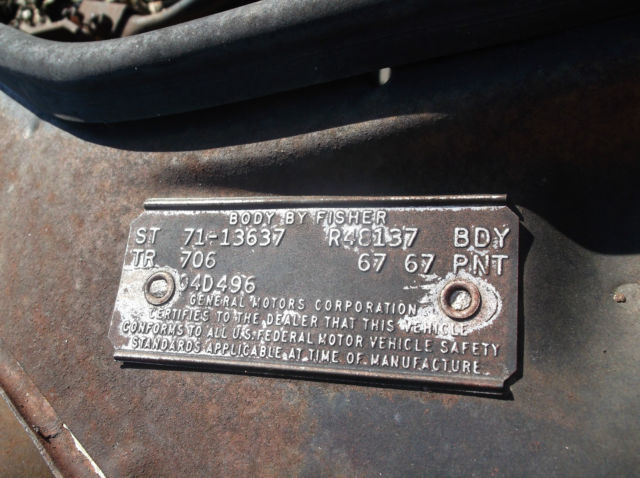 BODY BY FISHER
ST 71-13637 R48137 BDY
TR 706 67 67 PNT
04D496
GENERAL MOTORS CORPORATION
CERTIFIES TO THE DEALER THAT THIS VEHICLE
CONFORMS TO ALL U.S. FEDERAL MOTOR VEHICLE SAFETY
STANDARDS APPLICABLE AT TIME OF MANUFACTURE.